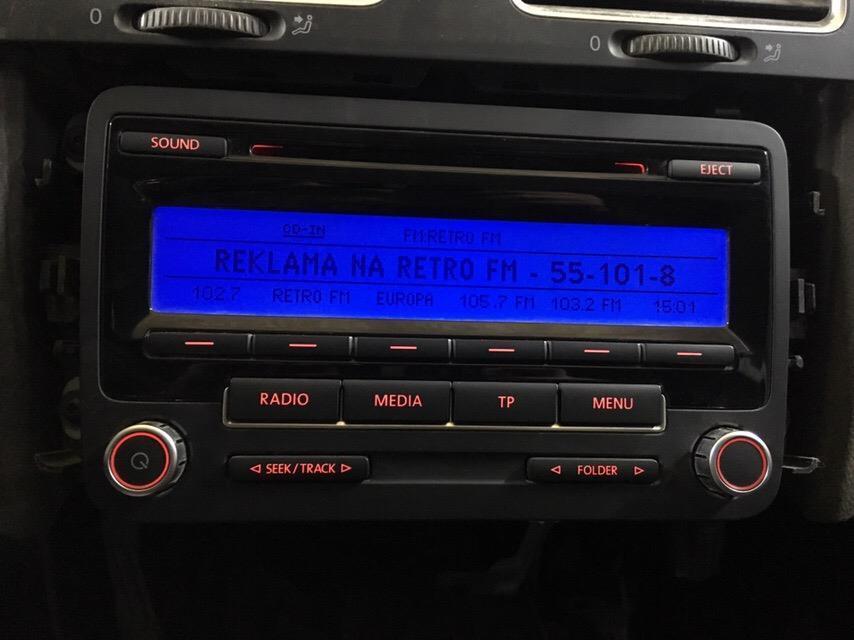 0
0
SOUND
EJECT
CD-IN FM:RETRO FM
REKLAMA NA RETRO FM - 55-101-8
102.7 RETRO FM EUROPA 105.7 FM 103.2 FM 15:01
RADIO MEDIA TP MENU
SEEK / TRACK FOLDER